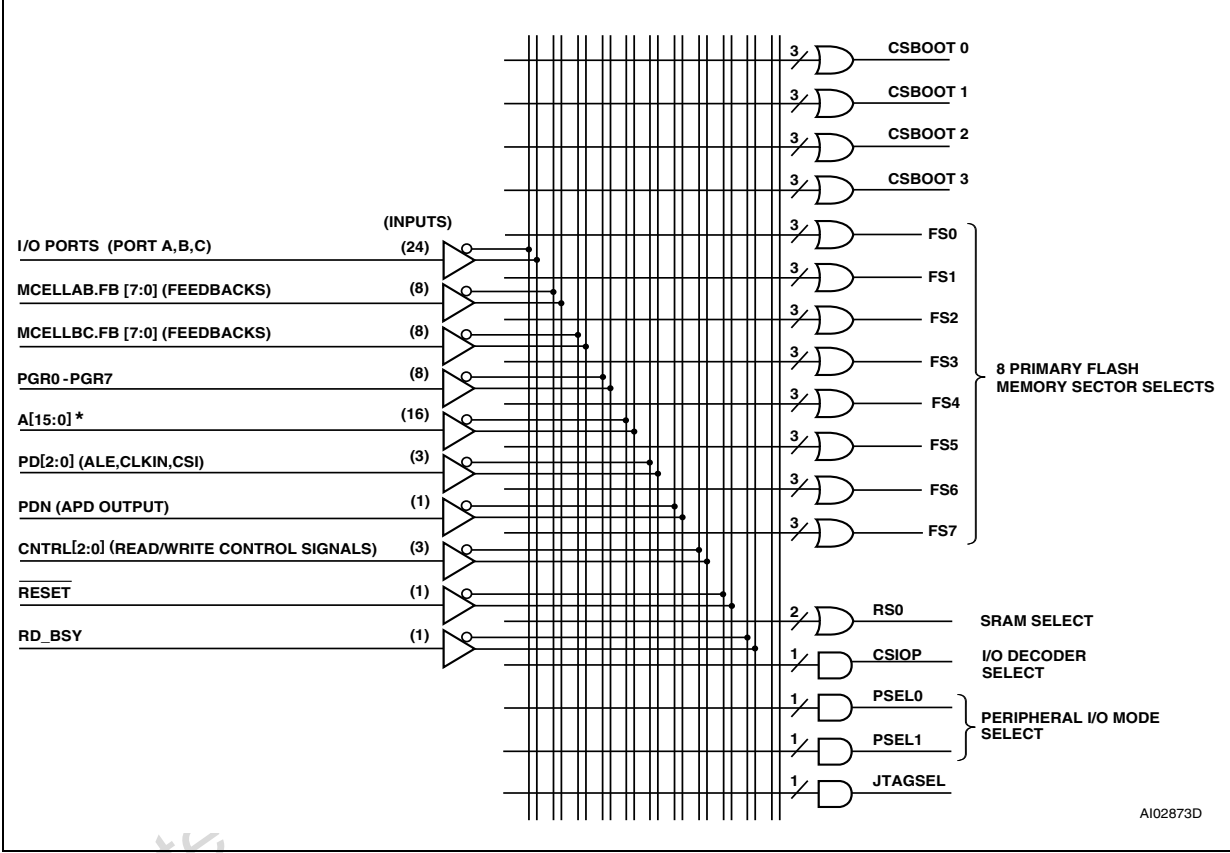 3 CSBOOT 0
3 CSBOOT 1
3 CSBOOT 2
3 CSBOOT 3
(INPUTS)
I/O PORTS (PORT A,B,C) (24)
MCELLAB.FB [7:0] (FEEDBACKS) (8)
MCELLBC.FB [7:0] (FEEDBACKS) (8)
PGR0 -PGR7 (8)
A[15:0] * (16)
PD[2:0] (ALE,CLKIN,CSI) (3)
PDN (APD OUTPUT) (1)
CNTRL[2:0] (READ/WRITE CONTROL SIGNALS) (3)
RESET (1)
RD_BSY (1)
3 FS0
3 FS1
3 FS2
3 FS3
3 FS4
3 FS5
3 FS6
3 FS7
8 PRIMARY FLASH
MEMORY SECTOR SELECTS
2 RS0 SRAM SELECT
1 CSIOP I/O DECODER
SELECT
1 PSEL0
1 PSEL1
PERIPHERAL I/O MODE
SELECT
1 JTAGSEL
AI02873D